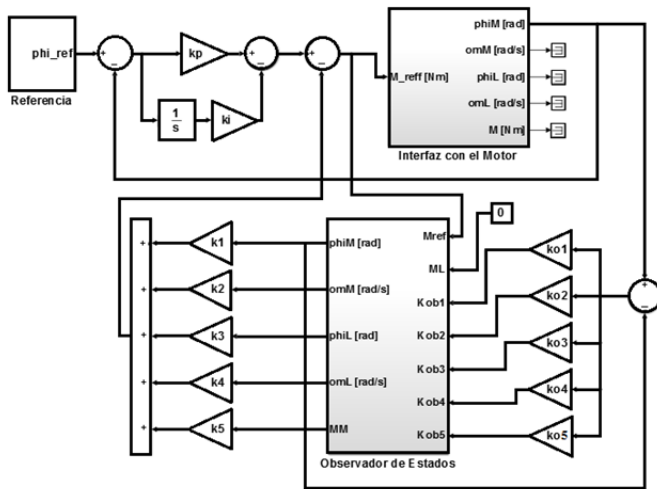 phi_ref
Referencia
kp
1
s
ki
M_reff [Nm]
phiM [rad]
omM [rad/s]
phiL [rad]
omL [rad/s]
M [Nm]
Interfaz con el Motor
0
k1
k2
k3
k4
k5
phiM [rad]
omM [rad/s]
phiL [rad]
omL [rad/s]
MM
Mref
ML
Kob1
Kob2
Kob3
Kob4
Kob5
Observador de Estados
ko1
ko2
ko3
ko4
ko5